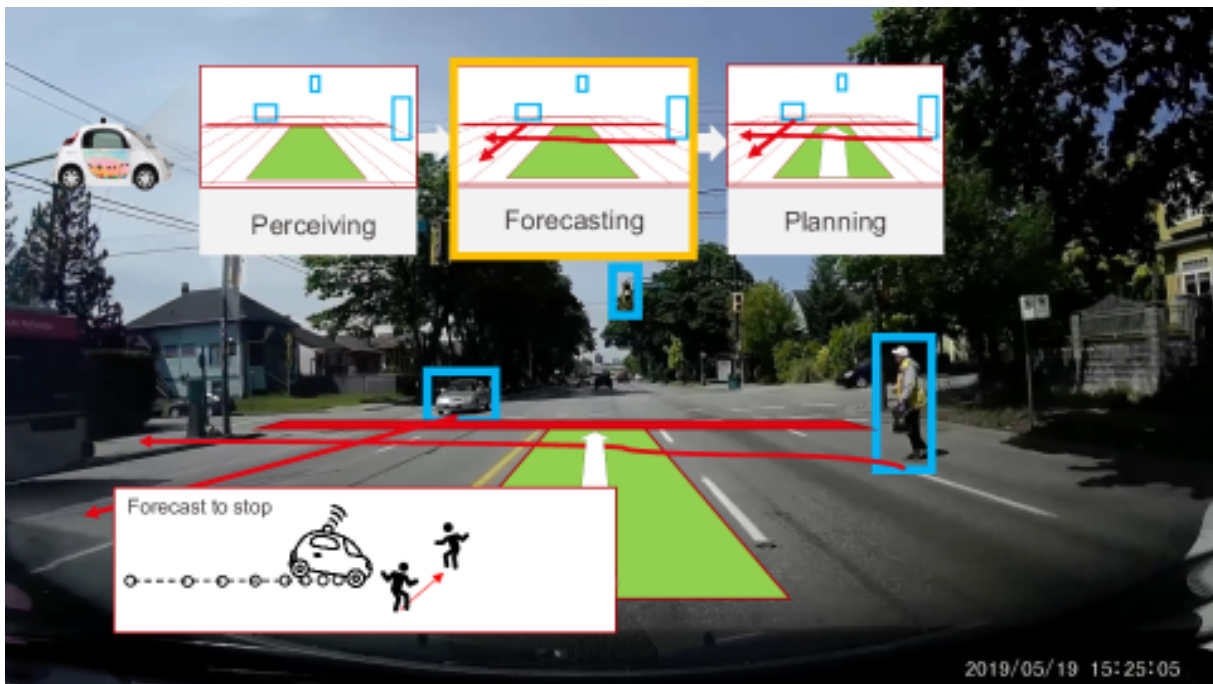 Perceiving
Forecasting
Planning
Forecast to stop
2019/05/19 15:25:05